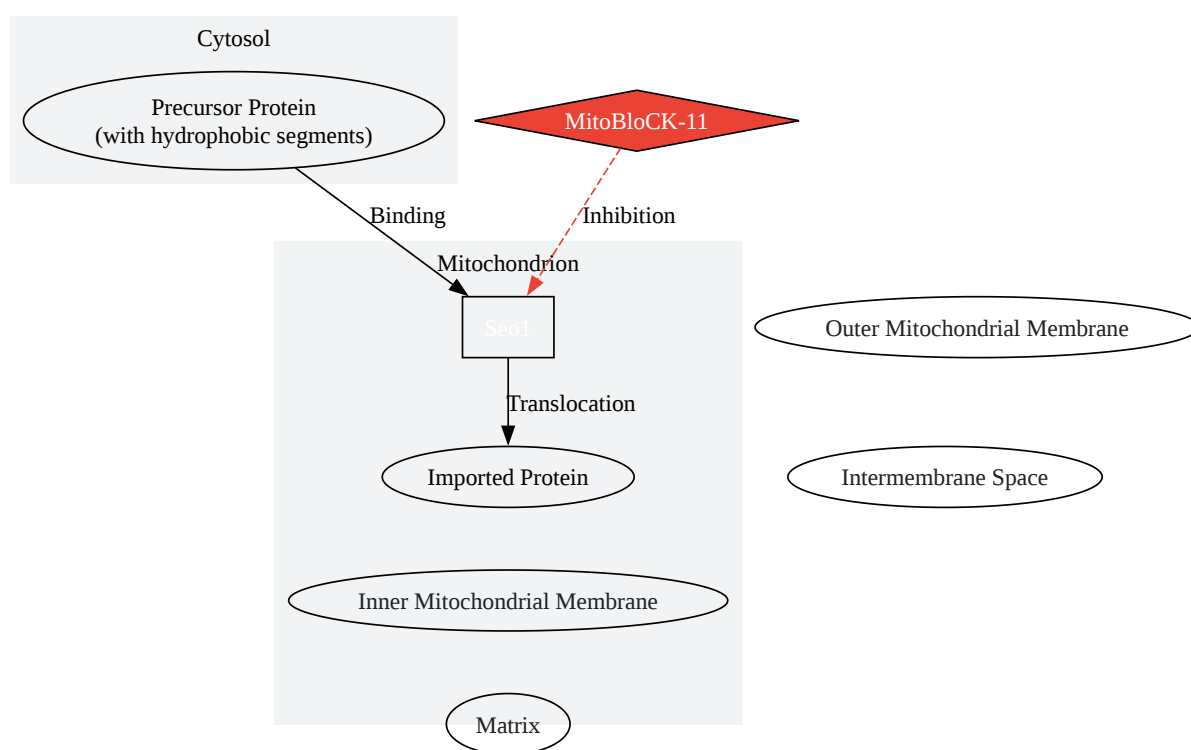 Cytosol
Precursor Protein
(with hydrophobic segments)
MitoBloCK-11
Binding
Inhibition
Mitochondrion
Seo1
Outer Mitochondrial Membrane
Translocation
Imported Protein
Intermembrane Space
Inner Mitochondrial Membrane
Matrix